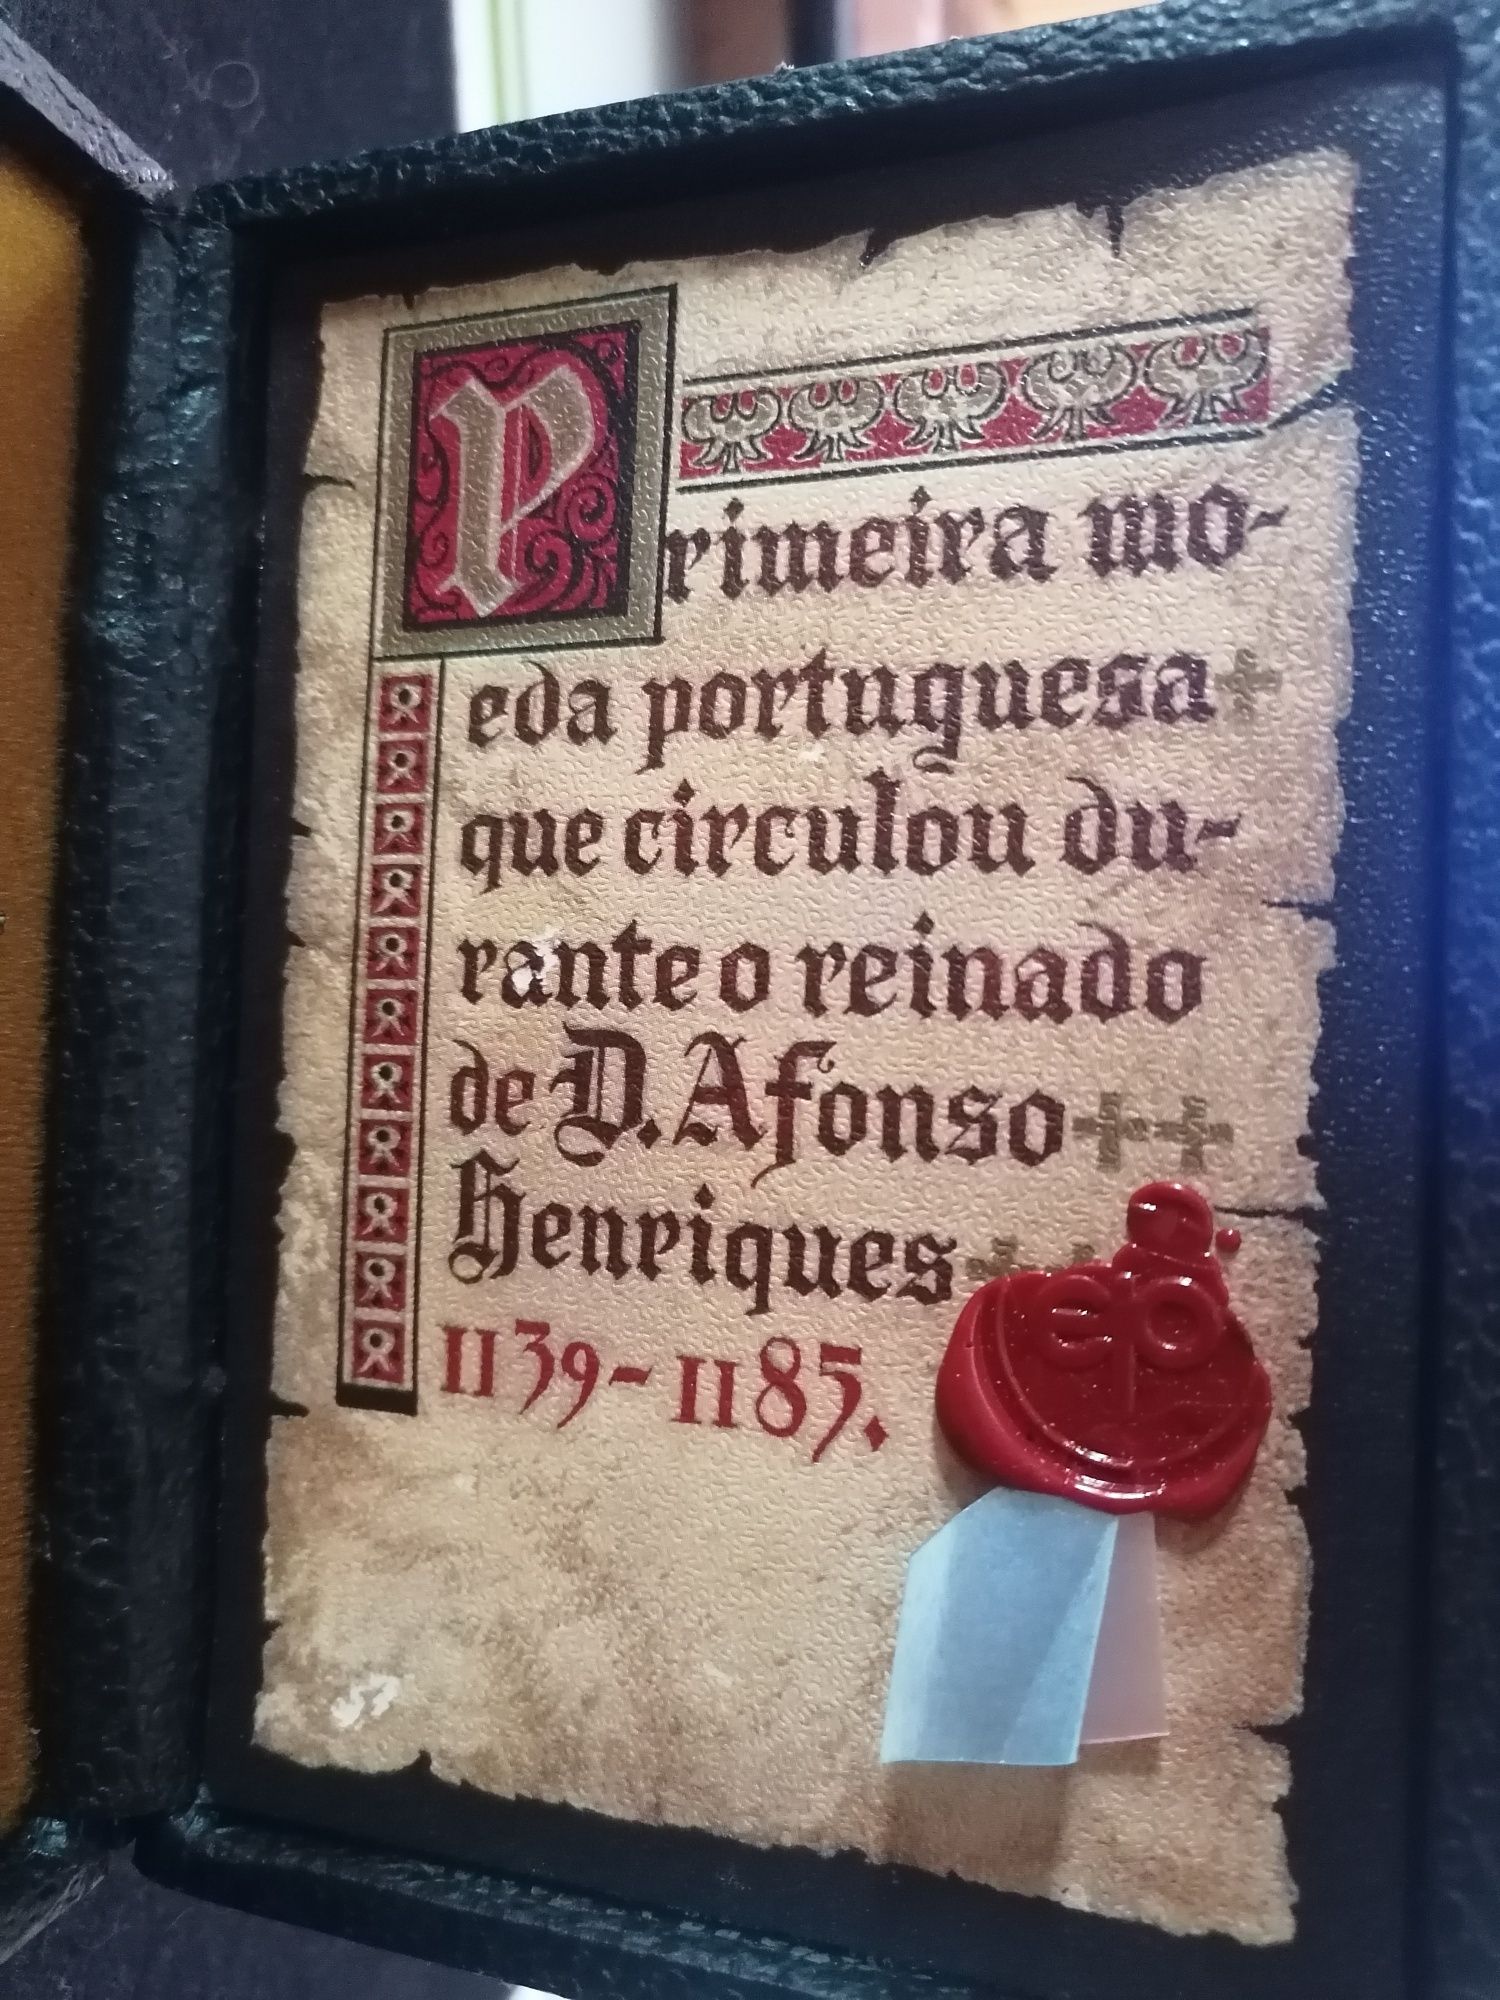 Primeira mo-
eda portuguesa
que circulou du-
rante o reinado
de D. Afonso
Henriques
1139-1185.